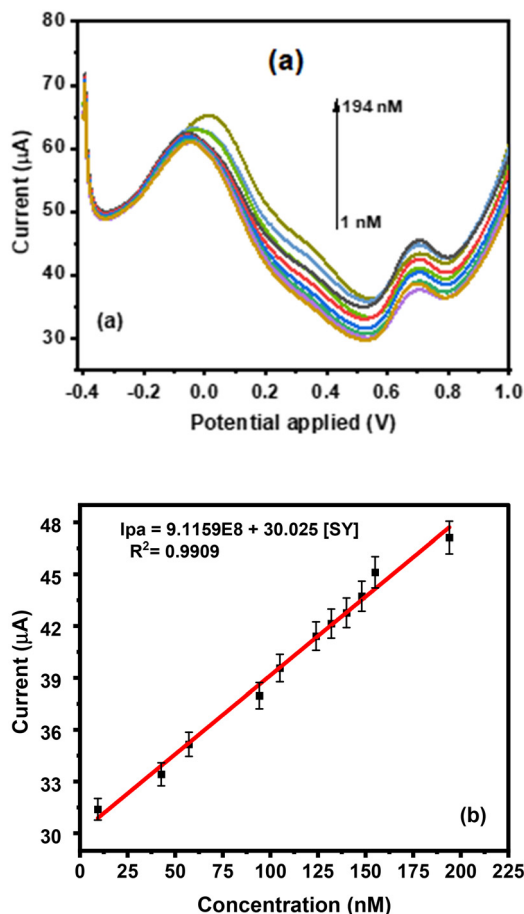 80
(a)
70
194 nM
60
Current (µA)
50
1 nM
40
(a)
30
-0.4 -0.2 0.0 0.2 0.4 0.6 0.8 1.0
Potential applied (V)
48
Ipa = 9.1159E8 + 30.025 [SY]
R²= 0.9909
45
42
Current (µA)
39
36
33
(b)
30
0 25 50 75 100 125 150 175 200 225
Concentration (nM)